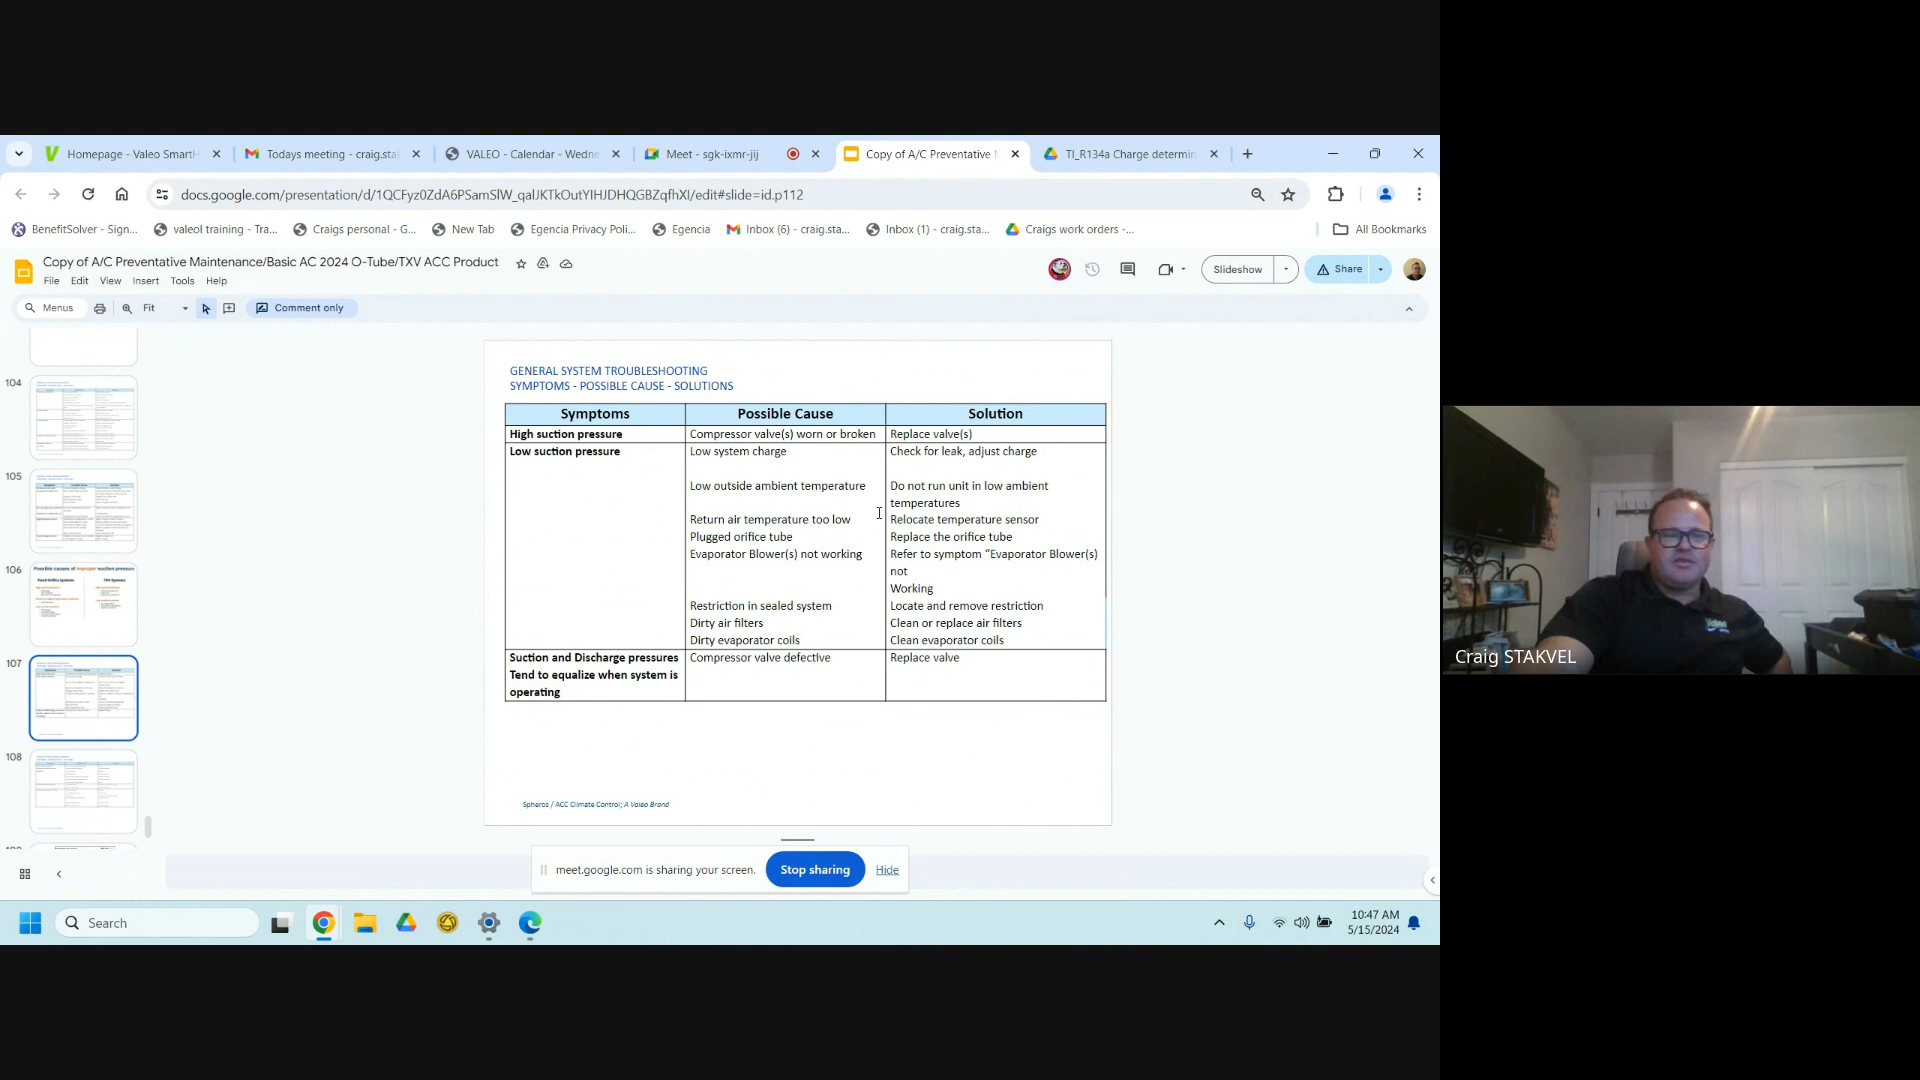 Homepage - Valeo SmartH
Todays meeting - craig.sta
VALEO - Calendar - Wedne
Meet - sgk-ixmr-jij
Copy of A/C Preventative
TI_R134a Charge determin
docs.google.com/presentation/d/1QCFyz0ZdA6PSamSlW_qalJKTkOutYIHJDHQGBZqfhXI/edit#slide=id.p112
BenefitSolver - Sign...
valeol training - Tra...
Craigs personal - G...
New Tab
Egencia Privacy Poli...
Egencia
Inbox (6) - craig.sta...
Inbox (1) - craig.sta...
Craigs work orders -...
All Bookmarks
Copy of A/C Preventative Maintenance/Basic AC 2024 O-Tube/TXV ACC Product
File Edit View Insert Tools Help
Slideshow
Share
Menus
Fit
Comment only
104
105
106
Possible causes of improper suction pressure
107
108
GENERAL SYSTEM TROUBLESHOOTING
SYMPTOMS - POSSIBLE CAUSE - SOLUTIONS
Symptoms Possible Cause Solution
High suction pressure Compressor valve(s) worn or broken Replace valve(s)
Low suction pressure Low system charge Check for leak, adjust charge
Low outside ambient temperature Do not run unit in low ambient
temperatures
Return air temperature too low Relocate temperature sensor
Plugged orifice tube Replace the orifice tube
Evaporator Blower(s) not working Refer to symptom “Evaporator Blower(s)
not
Working
Restriction in sealed system Locate and remove restriction
Dirty air filters Clean or replace air filters
Dirty evaporator coils Clean evaporator coils
Suction and Discharge pressures Compressor valve defective Replace valve
Tend to equalize when system is
operating
Spheros / ACC Climate Control; A Valeo Brand
meet.google.com is sharing your screen.
Stop sharing
Hide
Search
10:47 AM
5/15/2024
Craig STAKVEL